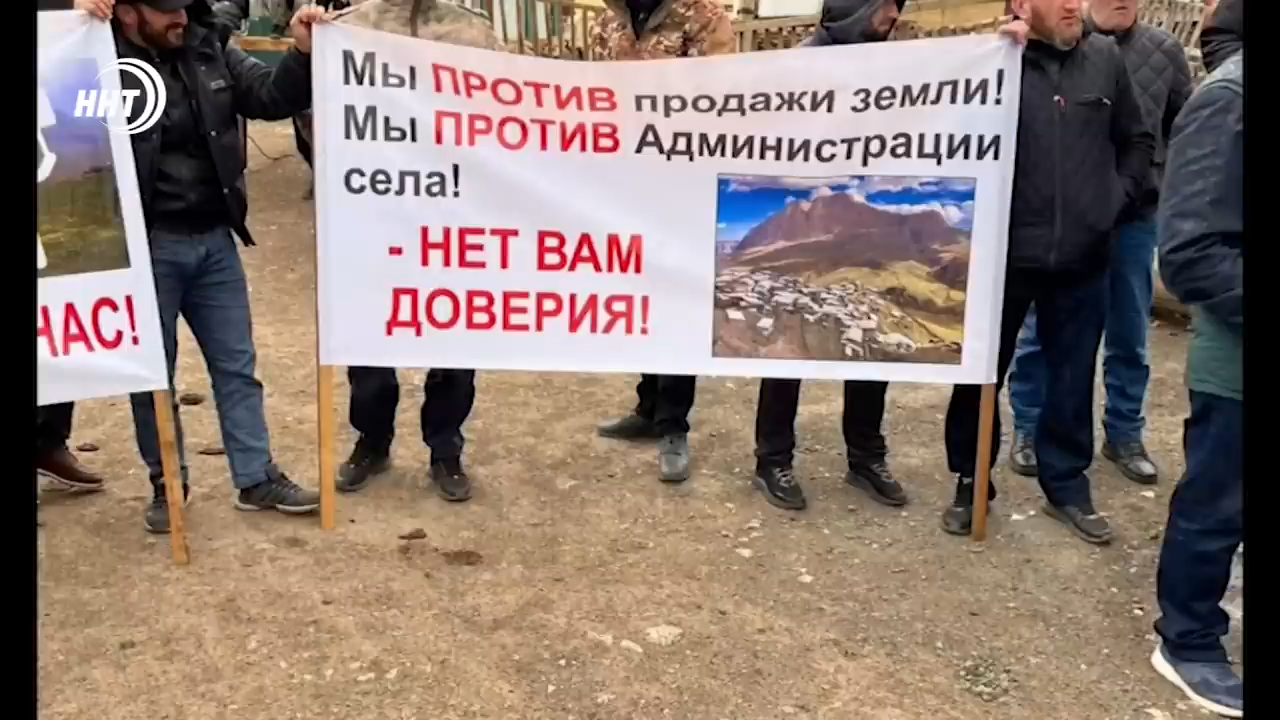 ННТ
Мы ПРОТИВ продажи земли!
Мы ПРОТИВ Администрации
села!
- НЕТ ВАМ
ДОВЕРИЯ!
НАС!